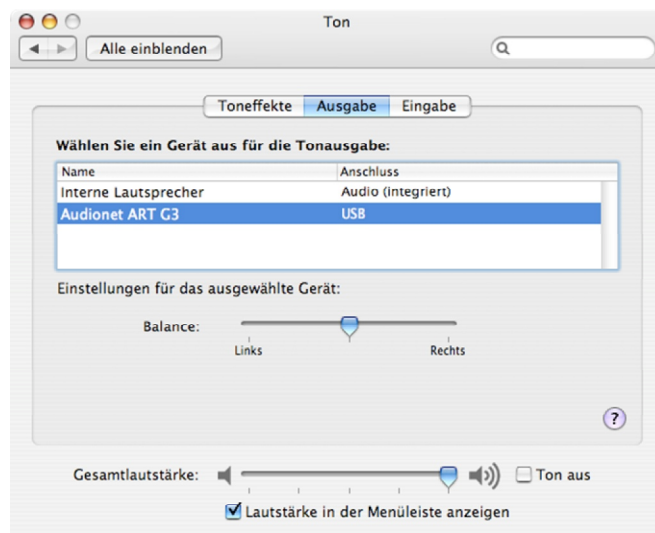 Ton
Alle einblenden
Toneffekte Ausgabe Eingabe
Wählen Sie ein Gerät aus für die Tonausgabe:
Name Anschluss
Interne Lautsprecher Audio (integriert)
Audionet ART G3 USB
Einstellungen für das ausgewählte Gerät:
Balance:
Links Rechts
?
Gesamtlautstärke: Ton aus
Lautstärke in der Menüleiste anzeigen